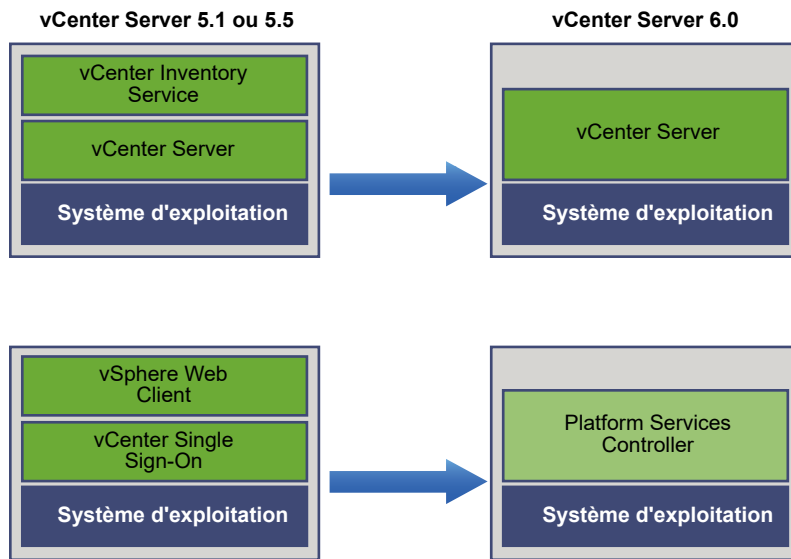 vCenter Server 5.1 ou 5.5
vCenter Server 6.0
vCenter Inventory
Service
vCenter Server
Système d'exploitation
vCenter Server
Système d'exploitation
vSphere Web
Client
vCenter Single
Sign-On
Système d'exploitation
Platform Services
Controller
Système d'exploitation